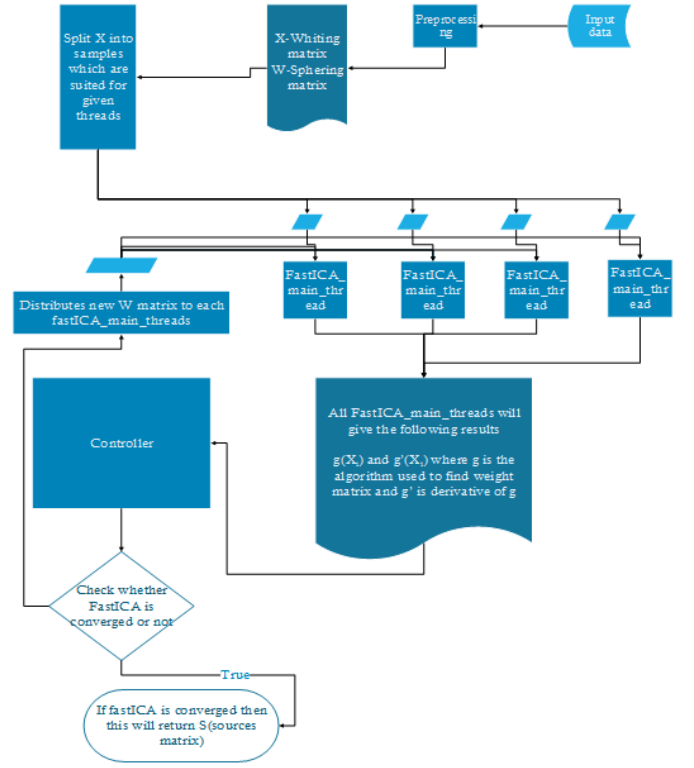 Input
data
Preprocessi
ng
X-Whiting
matrix
W-Sphering
matrix
Split X into
samples
which are
suited for
given
threads
FastICA_
main_thr
ead
FastICA_
main_thr
ead
FastICA_
main_thr
ead
FastICA_
main_thr
ead
Distributes new W matrix to each
fastICA_main_threads
All FastICA_main_threads will
give the following results
g(Xᵢ) and g'(Xᵢ) where g is the
algorithm used to find weight
matrix and g' is derivative of g
Controller
Check whether
FastICA is
converged or not
True
If fastICA is converged then
this will return S(sources
matrix)